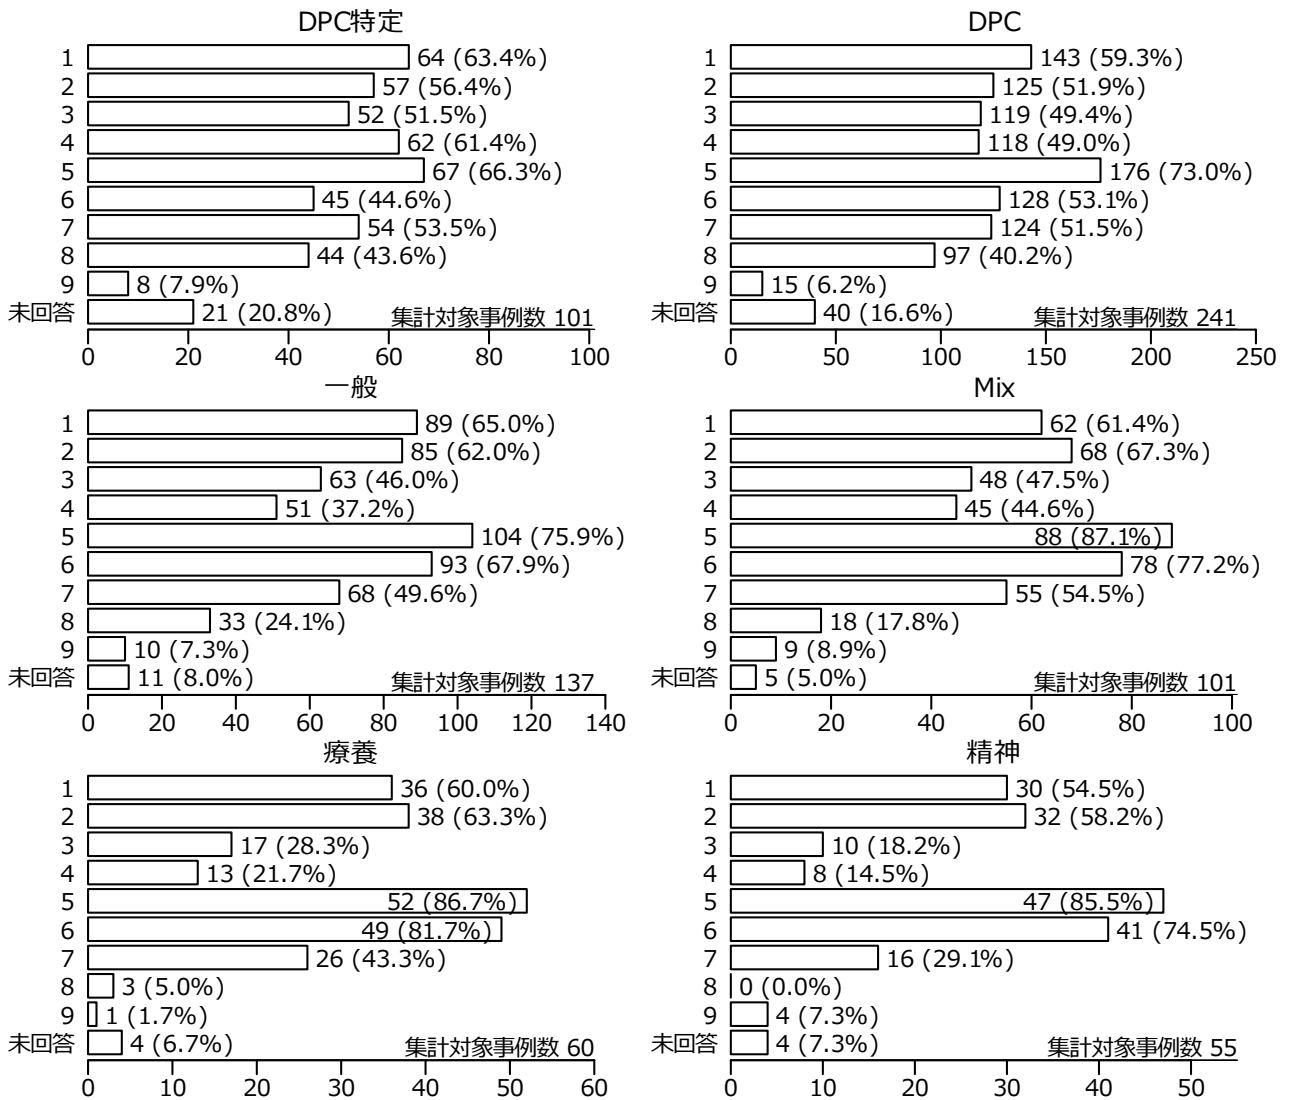 DPC特定
1 64 (63.4%)
2 57 (56.4%)
3 52 (51.5%)
4 62 (61.4%)
5 67 (66.3%)
6 45 (44.6%)
7 54 (53.5%)
8 44 (43.6%)
9 8 (7.9%)
未回答 21 (20.8%) 集計対象事例数 101
0 20 40 60 80 100
DPC
1 143 (59.3%)
2 125 (51.9%)
3 119 (49.4%)
4 118 (49.0%)
5 176 (73.0%)
6 128 (53.1%)
7 124 (51.5%)
8 97 (40.2%)
9 15 (6.2%)
未回答 40 (16.6%) 集計対象事例数 241
0 50 100 150 200 250
一般
1 89 (65.0%)
2 85 (62.0%)
3 63 (46.0%)
4 51 (37.2%)
5 104 (75.9%)
6 93 (67.9%)
7 68 (49.6%)
8 33 (24.1%)
9 10 (7.3%)
未回答 11 (8.0%) 集計対象事例数 137
0 20 40 60 80 100 120 140
Mix
1 62 (61.4%)
2 68 (67.3%)
3 48 (47.5%)
4 45 (44.6%)
5 88 (87.1%)
6 78 (77.2%)
7 55 (54.5%)
8 18 (17.8%)
9 9 (8.9%)
未回答 5 (5.0%) 集計対象事例数 101
0 20 40 60 80 100
療養
1 36 (60.0%)
2 38 (63.3%)
3 17 (28.3%)
4 13 (21.7%)
5 52 (86.7%)
6 49 (81.7%)
7 26 (43.3%)
8 3 (5.0%)
9 1 (1.7%)
未回答 4 (6.7%) 集計対象事例数 60
0 10 20 30 40 50 60
精神
1 30 (54.5%)
2 32 (58.2%)
3 10 (18.2%)
4 8 (14.5%)
5 47 (85.5%)
6 41 (74.5%)
7 16 (29.1%)
8 0 (0.0%)
9 4 (7.3%)
未回答 4 (7.3%) 集計対象事例数 55
0 10 20 30 40 50